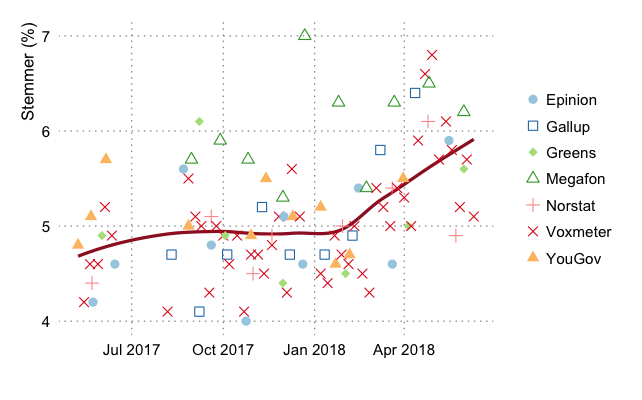 Stemmer (%)
7
6
5
4
Jul 2017
Oct 2017
Jan 2018
Apr 2018
Epinion
Gallup
Greens
Megafon
Norstat
Voxmeter
YouGov